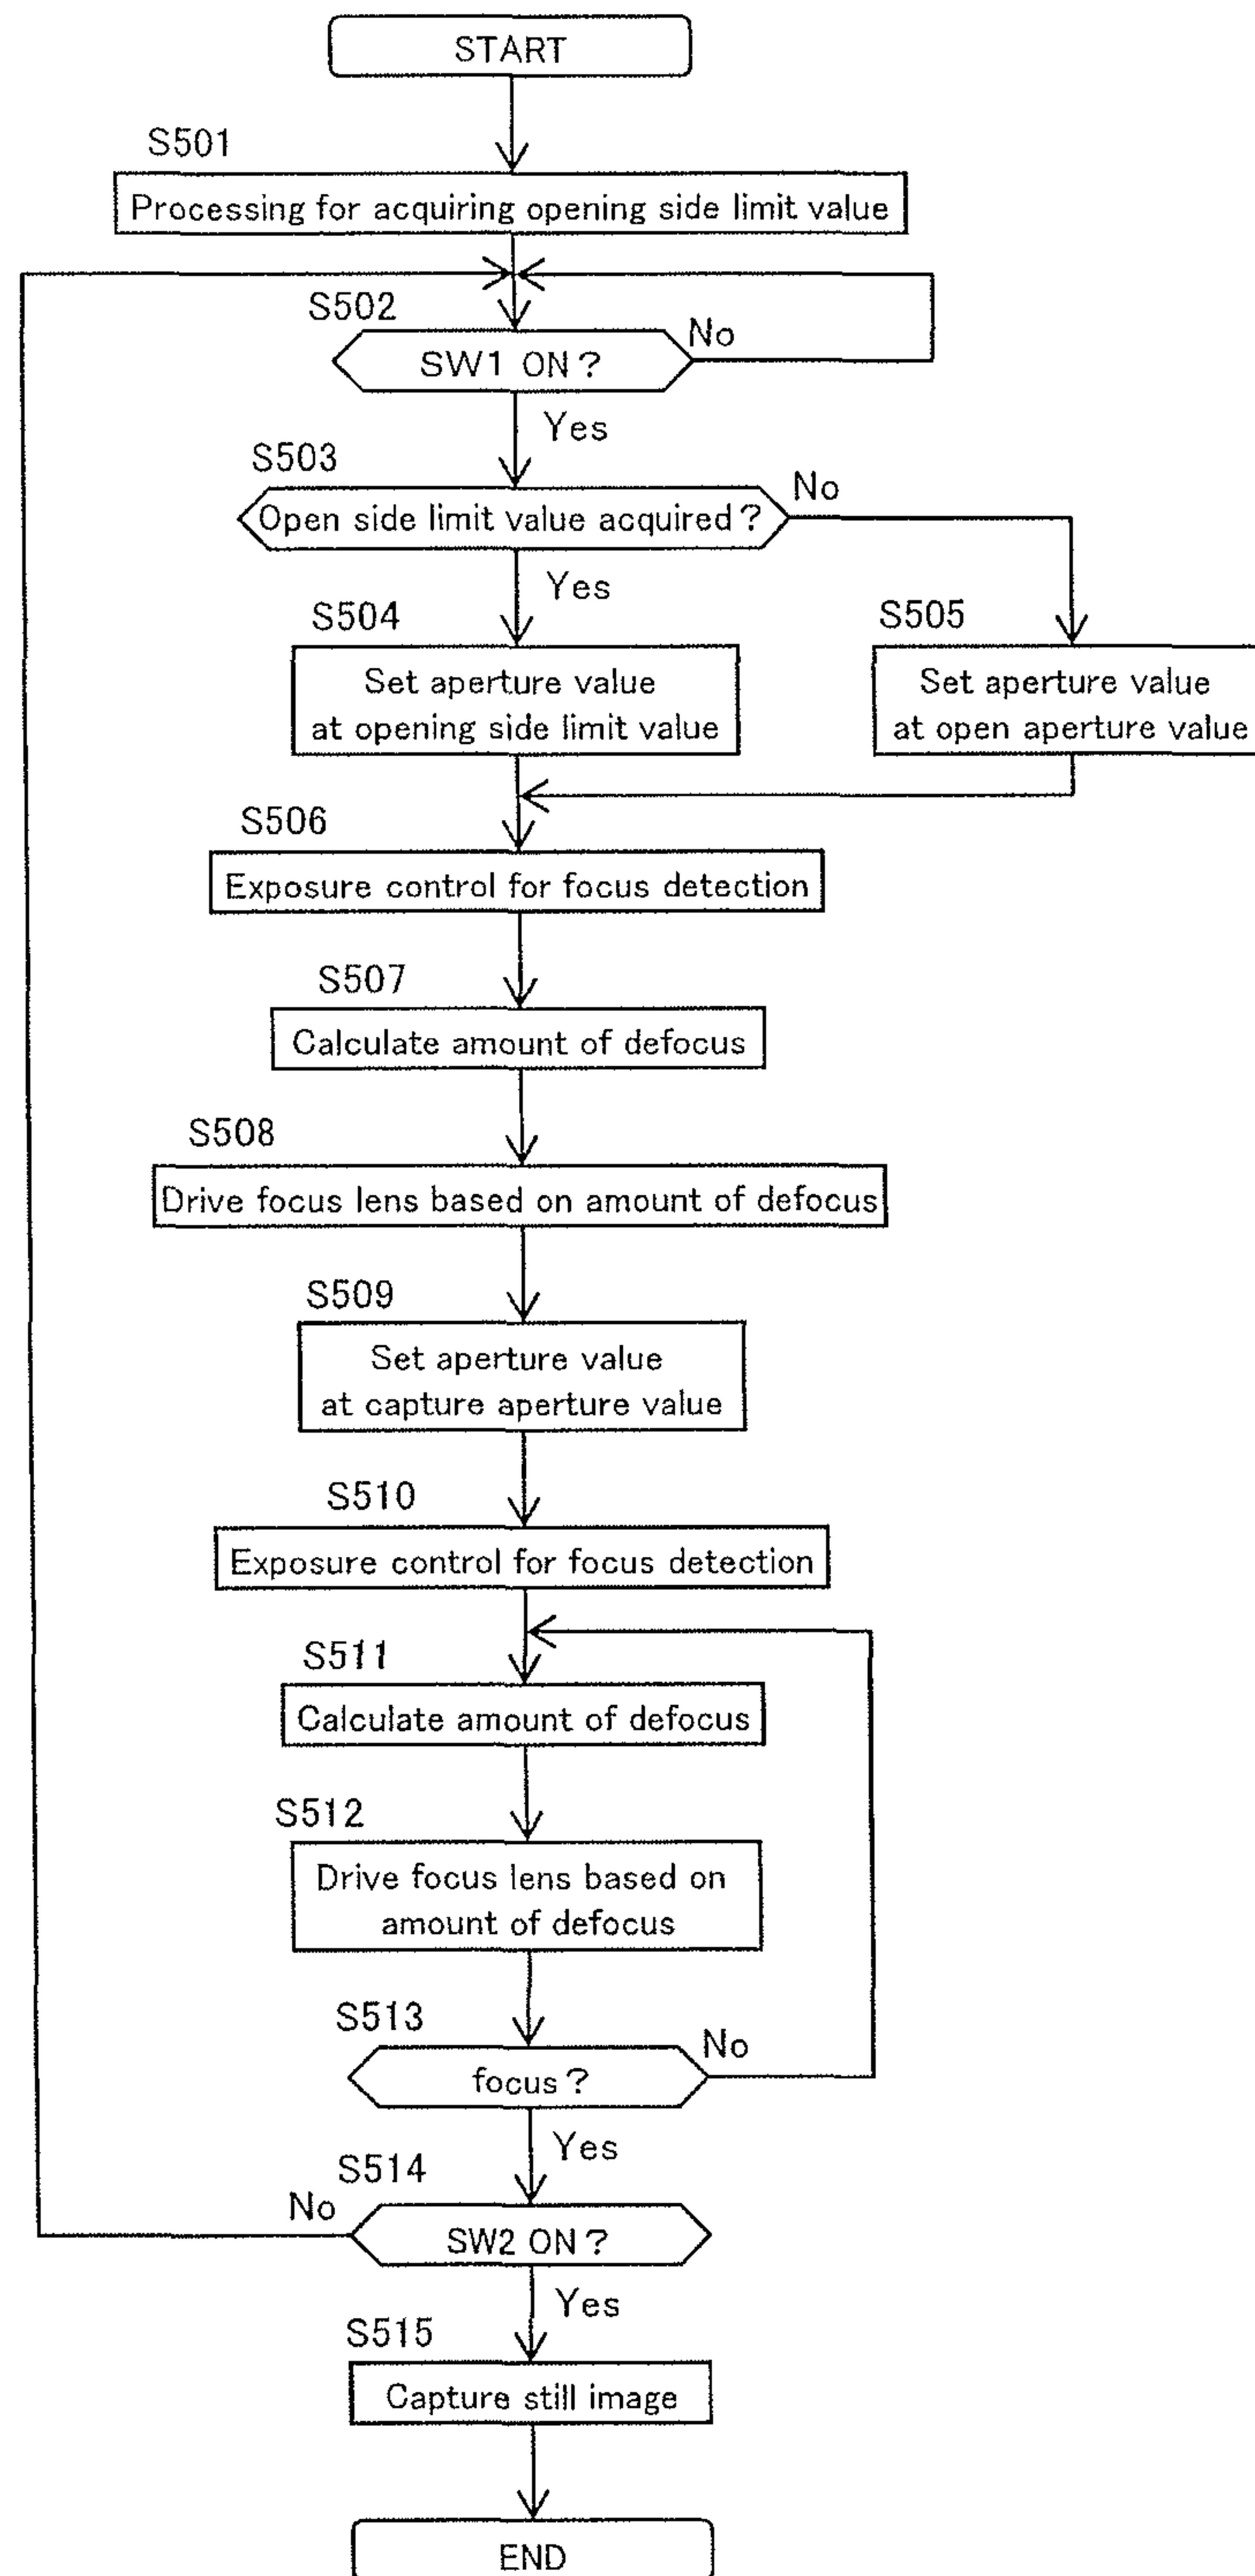 START
S501
Processing for acquiring opening side limit value
S502
SW1 ON?
No
Yes
S503
Open side limit value acquired?
No
Yes
S504
Set aperture value
at opening side limit value
S505
Set aperture value
at open aperture value
S506
Exposure control for focus detection
S507
Calculate amount of defocus
S508
Drive focus lens based on amount of defocus
S509
Set aperture value
at capture aperture value
S510
Exposure control for focus detection
S511
Calculate amount of defocus
S512
Drive focus lens based on
amount of defocus
S513
focus?
No
Yes
S514
No
SW2 ON?
Yes
S515
Capture still image
END